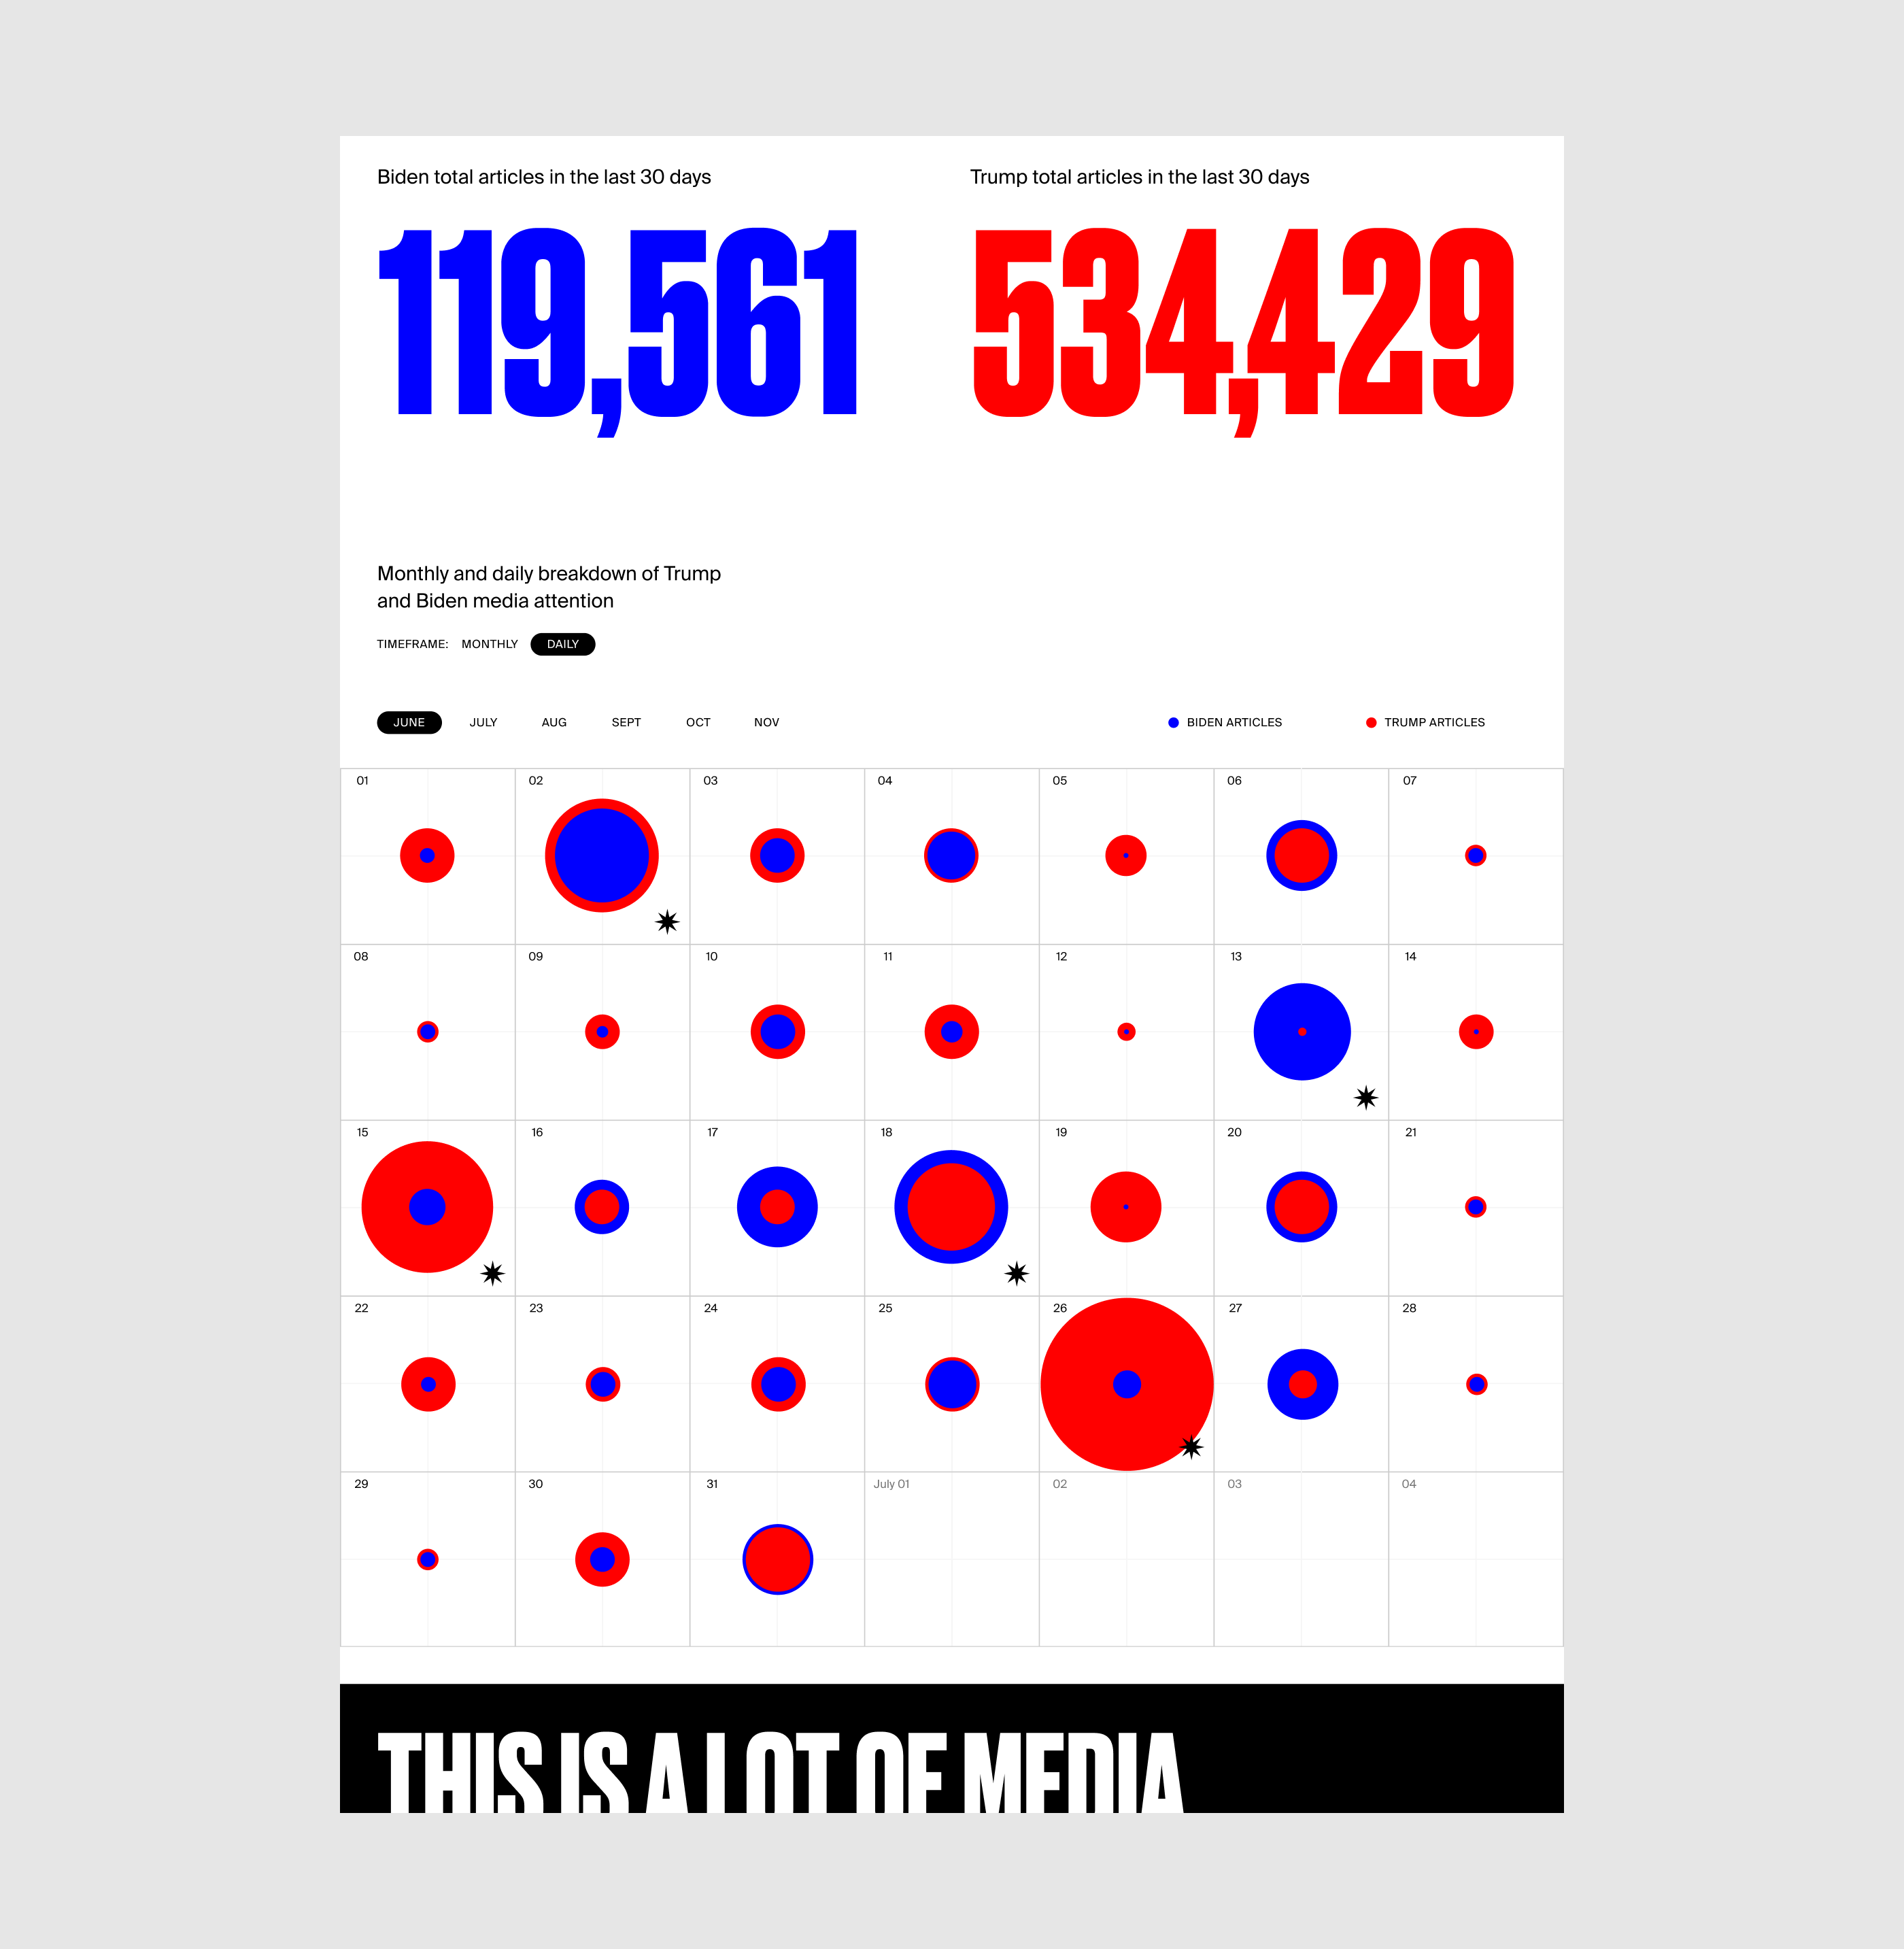 Biden total articles in the last 30 days
Trump total articles in the last 30 days
119,561
534,429
Monthly and daily breakdown of Trump
and Biden media attention
TIMEFRAME: MONTHLY DAILY
JUNE JULY AUG SEPT OCT NOV
BIDEN ARTICLES TRUMP ARTICLES
01 02 03 04 05 06 07
08 09 10 11 12 13 14
15 16 17 18 19 20 21
22 23 24 25 26 27 28
29 30 31 July 01 02 03 04
THIS IS A LOT OF MEDIA